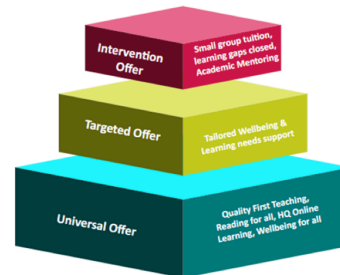 Intervention
Offer
Small group tuition,
learning gaps closed,
Academic Mentoring
Targeted Offer
Tailored Wellbeing &
Learning needs support
Universal Offer
Quality First Teaching,
Reading for all, HQ Online
Learning, Wellbeing for all